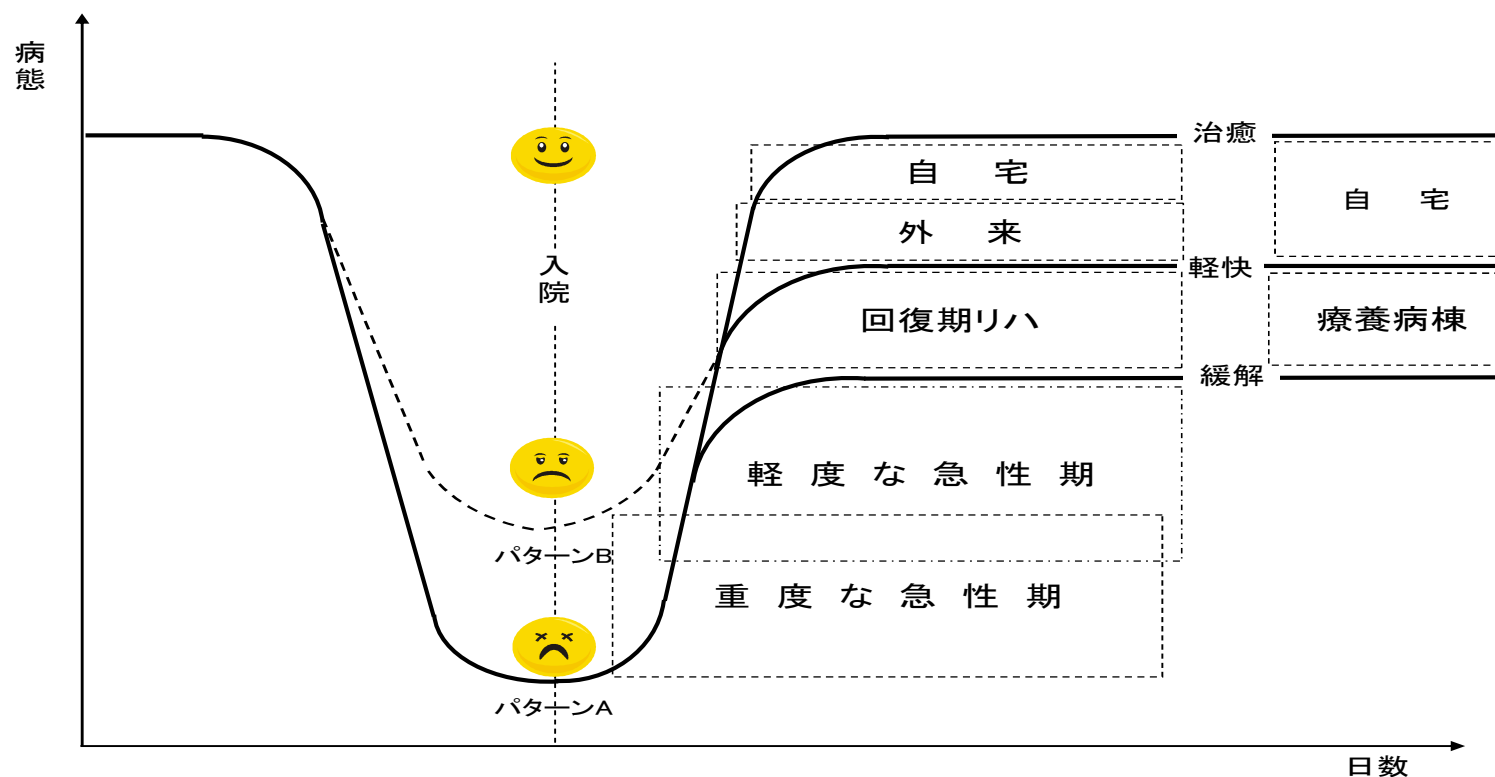 病態
治癒
自宅
自宅
外来
入院
軽快
回復期リハ
療養病棟
緩解
軽度な急性期
パターンB
重度な急性期
パターンA
日数